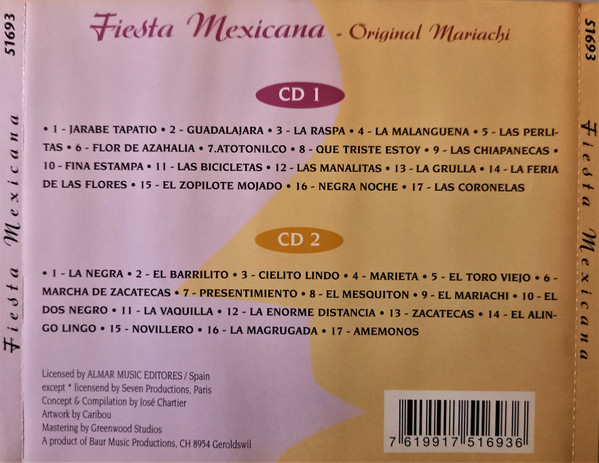 Fiesta Mexicana - Original Mariachi
51693
Fiesta Mexicana
51693
Fiesta Mexicana
CD 1
• 1 - JARABE TAPATIO • 2 - GUADALAJARA • 3 - LA RASPA • 4 - LA MALANGUENA • 5 - LAS PERLI-
TAS • 6 - FLOR DE AZAHALIA • 7.ATOTONILCO • 8 - QUE TRISTE ESTOY • 9 - LAS CHIAPANECAS •
10 - FINA ESTAMPA • 11 - LAS BICICLETAS • 12 - LAS MANALITAS • 13 - LA GRULLA • 14 - LA FERIA
DE LAS FLORES • 15 - EL ZOPILOTE MOJADO • 16 - NEGRA NOCHE • 17 - LAS CORONELAS
CD 2
• 1 - LA NEGRA • 2 - EL BARRILITO • 3 - CIELITO LINDO • 4 - MARIETA • 5 - EL TORO VIEJO • 6 -
MARCHA DE ZACATECAS • 7 - PRESENTIMIENTO • 8 - EL MESQUITON • 9 - EL MARIACHI • 10 - EL
DOS NEGRO • 11 - LA VAQUILLA • 12 - LA ENORME DISTANCIA • 13 - ZACATECAS • 14 - EL ALIN-
GO LINGO • 15 - NOVILLERO • 16 - LA MAGRUGADA • 17 - AMEMONOS
Licensed by ALMAR MUSIC EDITORES / Spain
except * licensend by Seven Productions, Paris
Concept & Compilation by José Chartier
Artwork by Caribou
Mastering by Greenwood Studios
A product of Baur Music Productions, CH 8954 Geroldswil
7 619917 516936